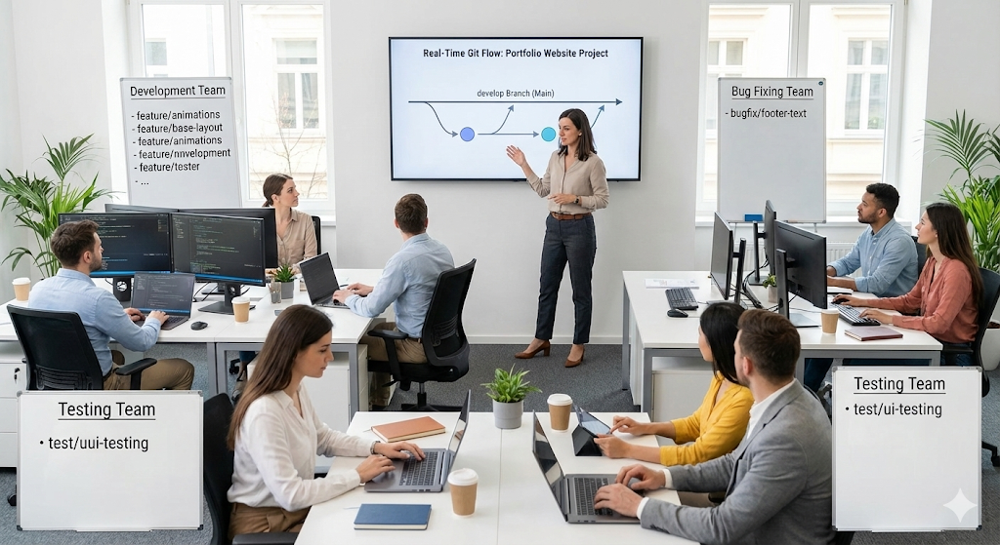 Real-Time Git Flow: Portfolio Website Project
develop Branch (Main)
Development Team
- feature/animations
- feature/base-layout
- feature/animations
- feature/nnvelopment
- feature/tester
- ...
Bug Fixing Team
- bugfix/footer-text
Testing Team
• test/uui-testing
Testing Team
• test/ui-testing